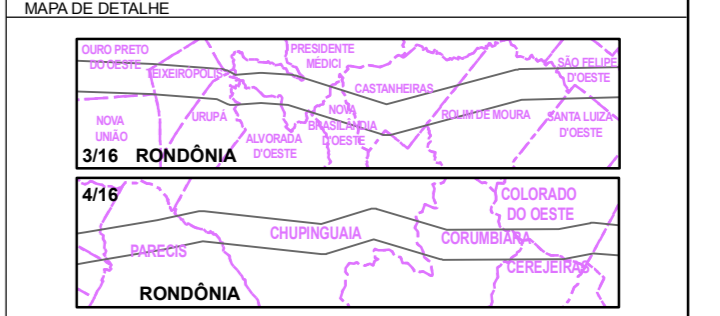 MAPA DE DETALHE
OURO PRETO
DO OESTE
TEIXEIRÓPOLIS
PRESIDENTE
MÉDICI
CASTANHEIRAS
SÃO FELIPE
D'OESTE
NOVA
UNIÃO
URUPÁ
ALVORADA
D'OESTE
NOVA
BRASILÂNDIA
D'OESTE
ROLIM DE MOURA
SANTA LUIZA
D'OESTE
3/16 RONDÔNIA
4/16
PARECIS
CHUPINGUAIA
CORUMBIARA
COLORADO
DO OESTE
CEREJEIRAS
RONDÔNIA